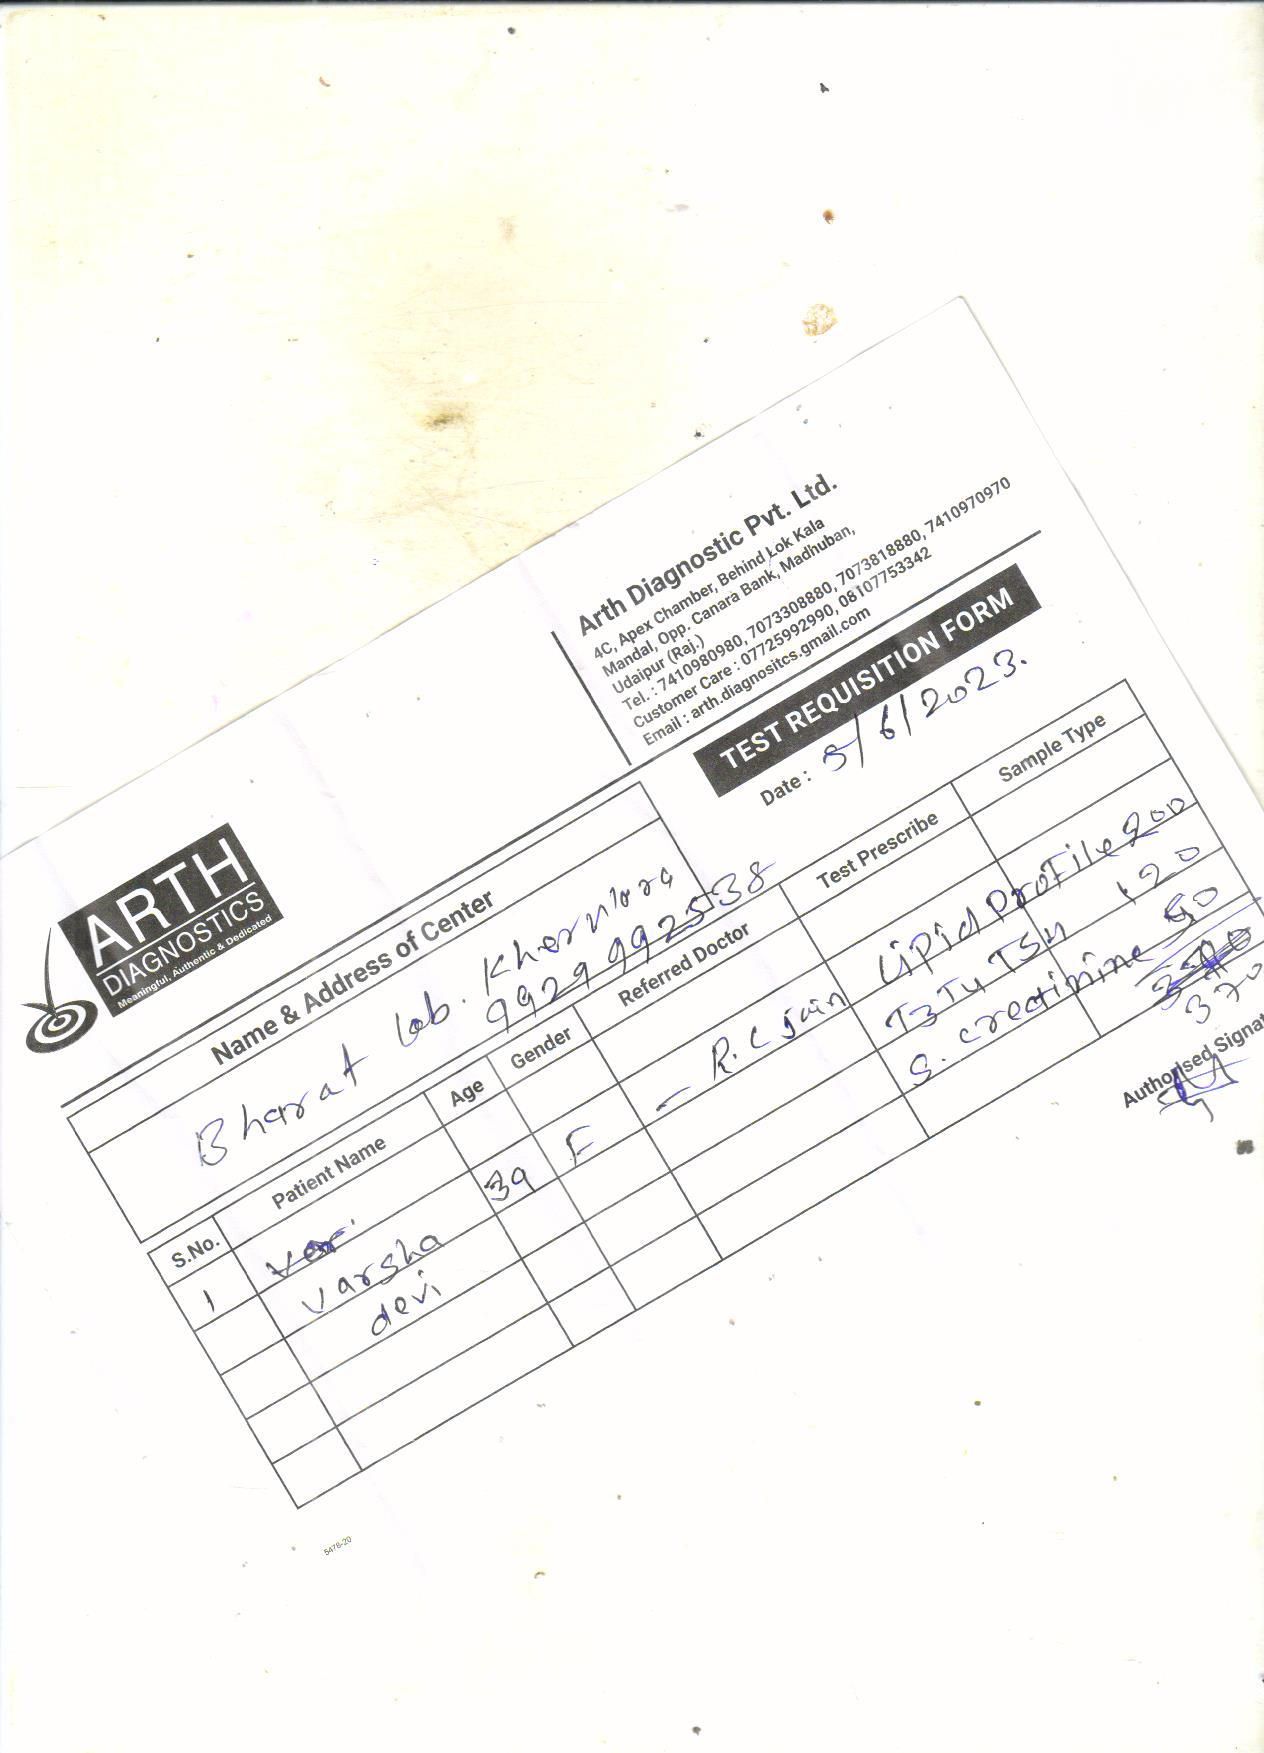 ARTH
DIAGNOSTICS
Meaningful, Authentic & Dedicated
Arth Diagnostic Pvt. Ltd.
4C, Apex Chamber, Behind Lok Kala
Mandal, Opp. Canara Bank, Madhuban,
Udaipur (Raj.)
Tel. : 7410980980, 7073308880, 7073818880, 7410970970
Customer Care : 07725992990, 08107753342
Email : arth.diagnositcs.gmail.com
TEST REQUISITION FORM
Date : 5/6/2023.
Name & Address of Center
Bharat Lab. Kherwara
9929992538
S.No. Patient Name Age Gender Referred Doctor Test Prescribe Sample Type
1 Varsha devi 39 F - R.C Jain
Lipid Profile 200
T3 T4 TSH 120
S. creatinine 50
370
Authorised Signat
5478-20